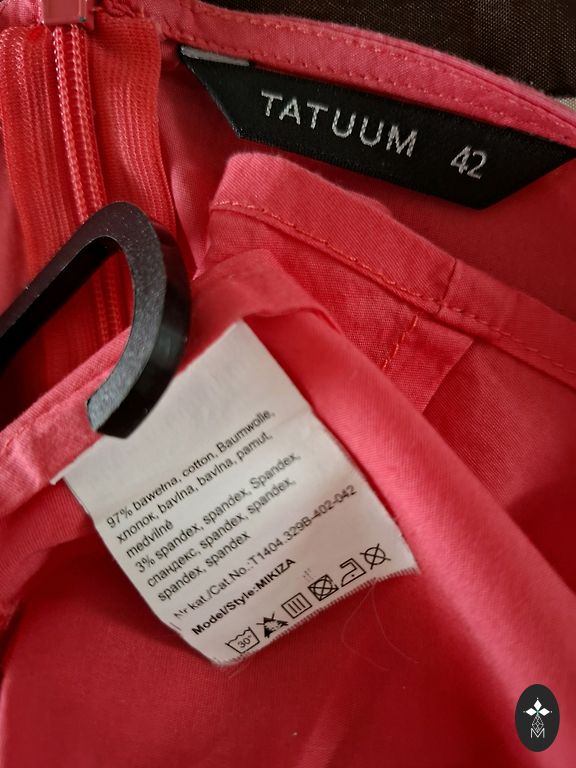 TATUUM 42
97% bawełna, cotton, Baumwolle,
хлопок, bavlna, bavlna, pamut,
medvilné
3% spandex, spandex, Spandex,
спандекс, spandex, spandex,
spandex, spandex
Nr kat./Cat.No.:T1404.329B-402-042
Model/Style:MIKIZA
30°
M